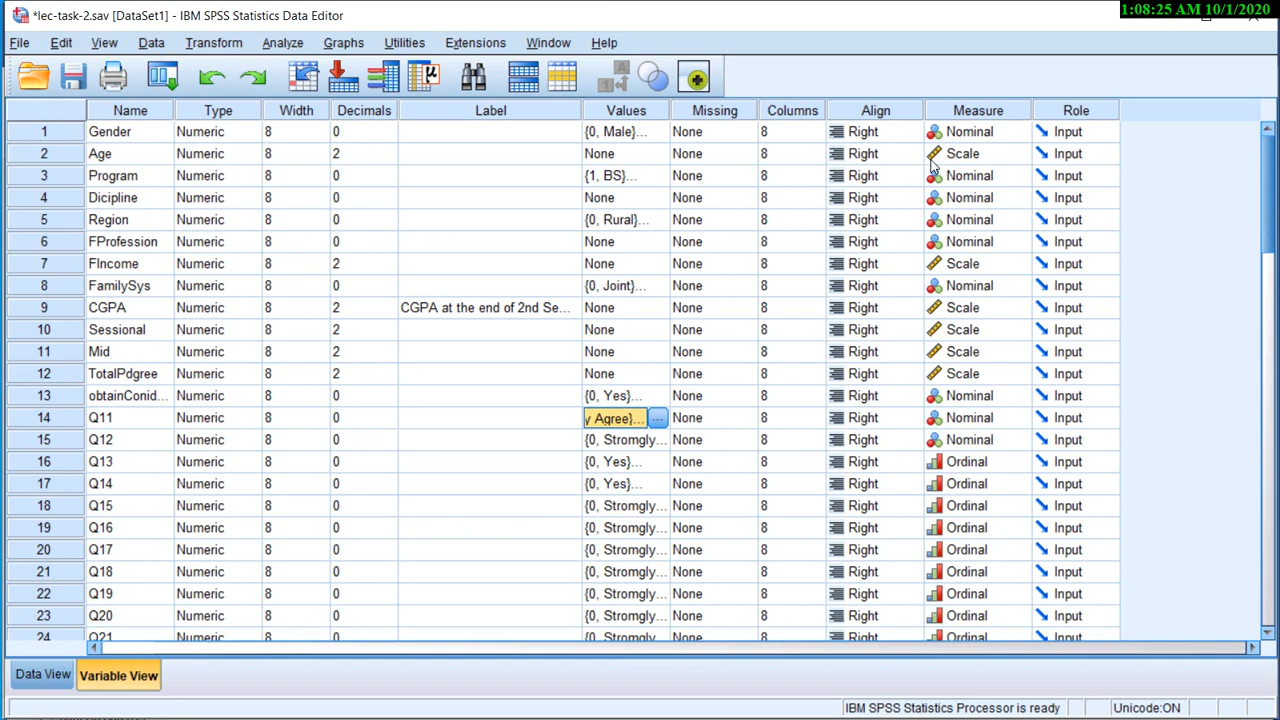 *lec-task-2.sav [DataSet1] - IBM SPSS Statistics Data Editor
1:08:25 AM 10/1/2020
File Edit View Data Transform Analyze Graphs Utilities Extensions Window Help
Name Type Width Decimals Label Values Missing Columns Align Measure Role
1 Gender Numeric 8 0 {0, Male}... None 8 Right Nominal Input
2 Age Numeric 8 2 None None 8 Right Scale Input
3 Program Numeric 8 0 {1, BS}... None 8 Right Nominal Input
4 Dicipline Numeric 8 0 None None 8 Right Nominal Input
5 Region Numeric 8 0 {0, Rural}... None 8 Right Nominal Input
6 FProfession Numeric 8 0 None None 8 Right Nominal Input
7 FIncome Numeric 8 2 None None 8 Right Scale Input
8 FamilySys Numeric 8 0 {0, Joint}... None 8 Right Nominal Input
9 CGPA Numeric 8 2 CGPA at the end of 2nd Se... None None 8 Right Scale Input
10 Sessional Numeric 8 2 None None 8 Right Scale Input
11 Mid Numeric 8 2 None None 8 Right Scale Input
12 TotalPdgree Numeric 8 2 None None 8 Right Scale Input
13 obtainConid... Numeric 8 0 {0, Yes}... None 8 Right Nominal Input
14 Q11 Numeric 8 0 y Agree}... ... None 8 Right Nominal Input
15 Q12 Numeric 8 0 {0, Stromgly... None 8 Right Nominal Input
16 Q13 Numeric 8 0 {0, Yes}... None 8 Right Ordinal Input
17 Q14 Numeric 8 0 {0, Yes}... None 8 Right Ordinal Input
18 Q15 Numeric 8 0 {0, Stromgly... None 8 Right Ordinal Input
19 Q16 Numeric 8 0 {0, Stromgly... None 8 Right Ordinal Input
20 Q17 Numeric 8 0 {0, Stromgly... None 8 Right Ordinal Input
21 Q18 Numeric 8 0 {0, Stromgly... None 8 Right Ordinal Input
22 Q19 Numeric 8 0 {0, Stromgly... None 8 Right Ordinal Input
23 Q20 Numeric 8 0 {0, Stromgly... None 8 Right Ordinal Input
24 Q21 Numeric 8 0 {0, Stromgly... None 8 Right Ordinal Input
Data View Variable View
IBM SPSS Statistics Processor is ready Unicode:ON